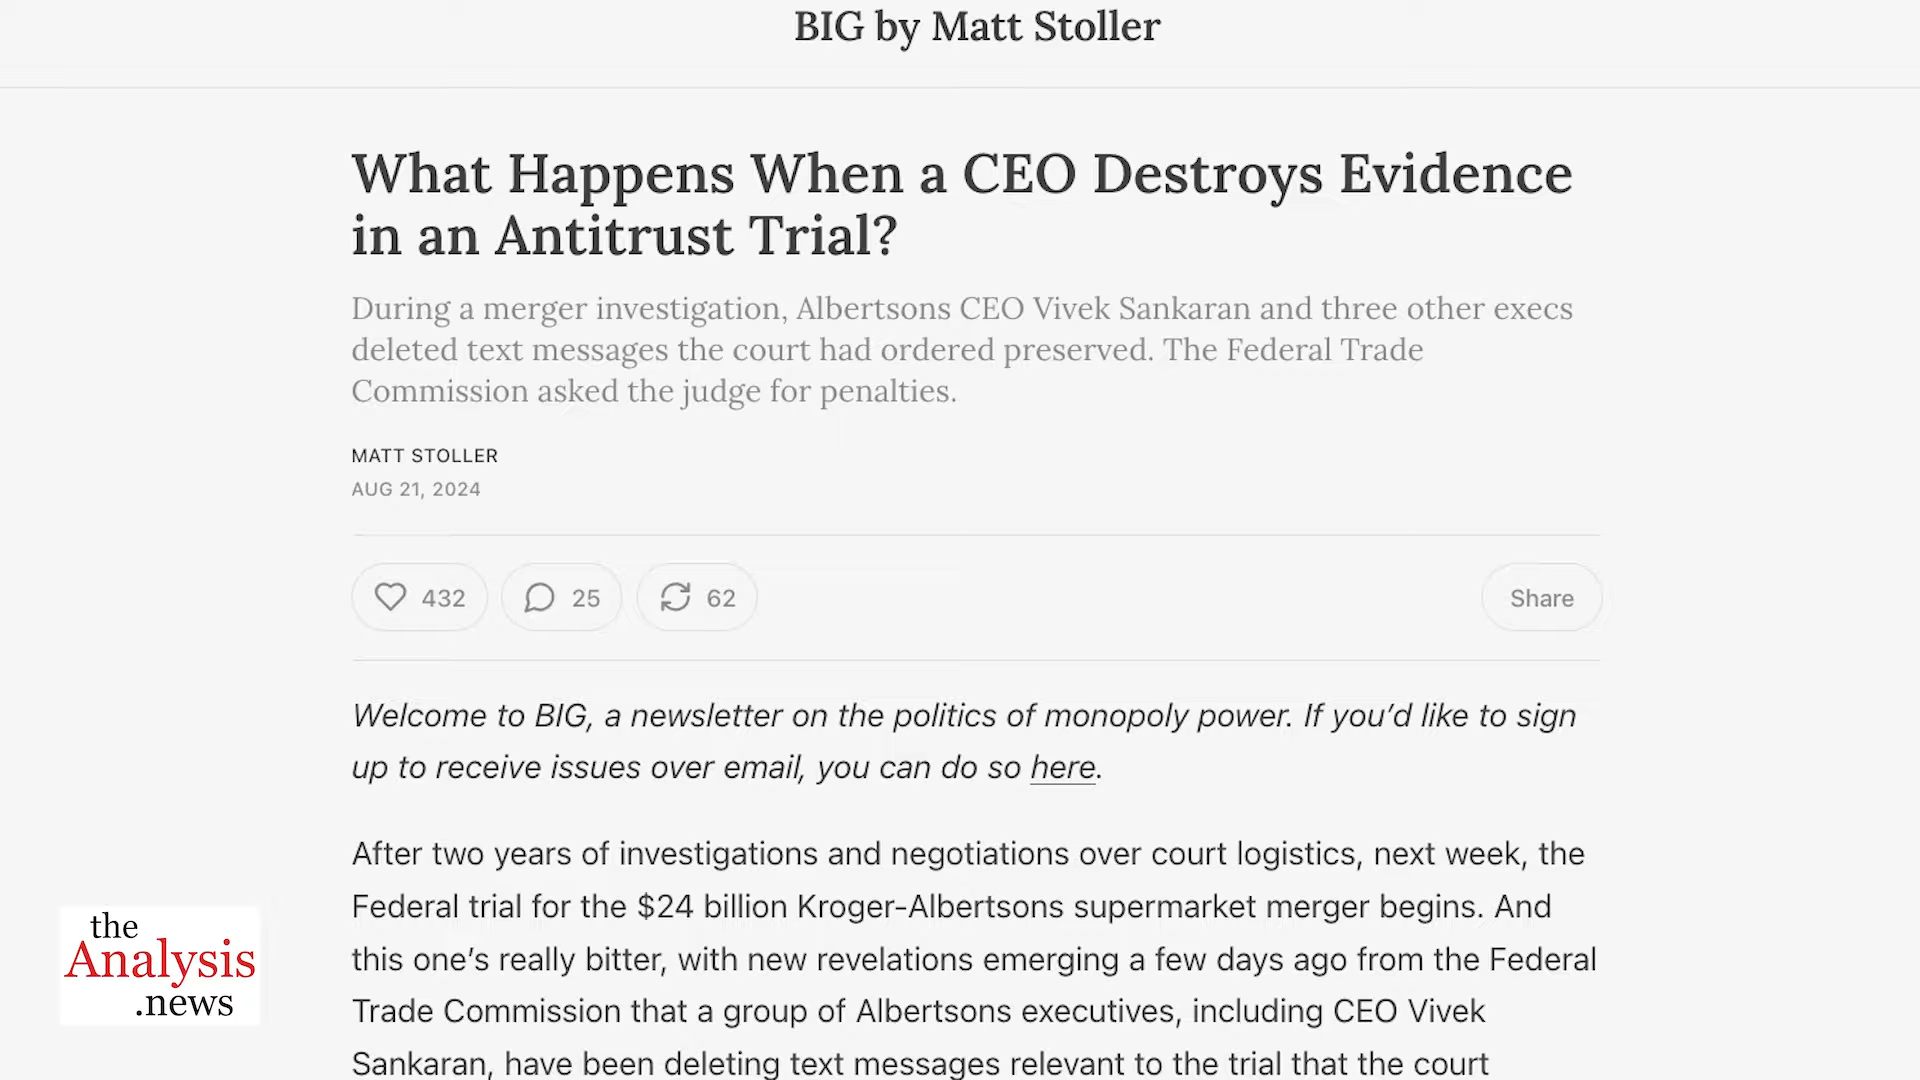 BIG by Matt Stoller
What Happens When a CEO Destroys Evidence
in an Antitrust Trial?
During a merger investigation, Albertsons CEO Vivek Sankaran and three other execs
deleted text messages the court had ordered preserved. The Federal Trade
Commission asked the judge for penalties.
MATT STOLLER
AUG 21, 2024
432 25 62 Share
Welcome to BIG, a newsletter on the politics of monopoly power. If you’d like to sign
up to receive issues over email, you can do so here.
After two years of investigations and negotiations over court logistics, next week, the
Federal trial for the $24 billion Kroger-Albertsons supermarket merger begins. And
this one’s really bitter, with new revelations emerging a few days ago from the Federal
Trade Commission that a group of Albertsons executives, including CEO Vivek
Sankaran, have been deleting text messages relevant to the trial that the court
the
Analysis
.news